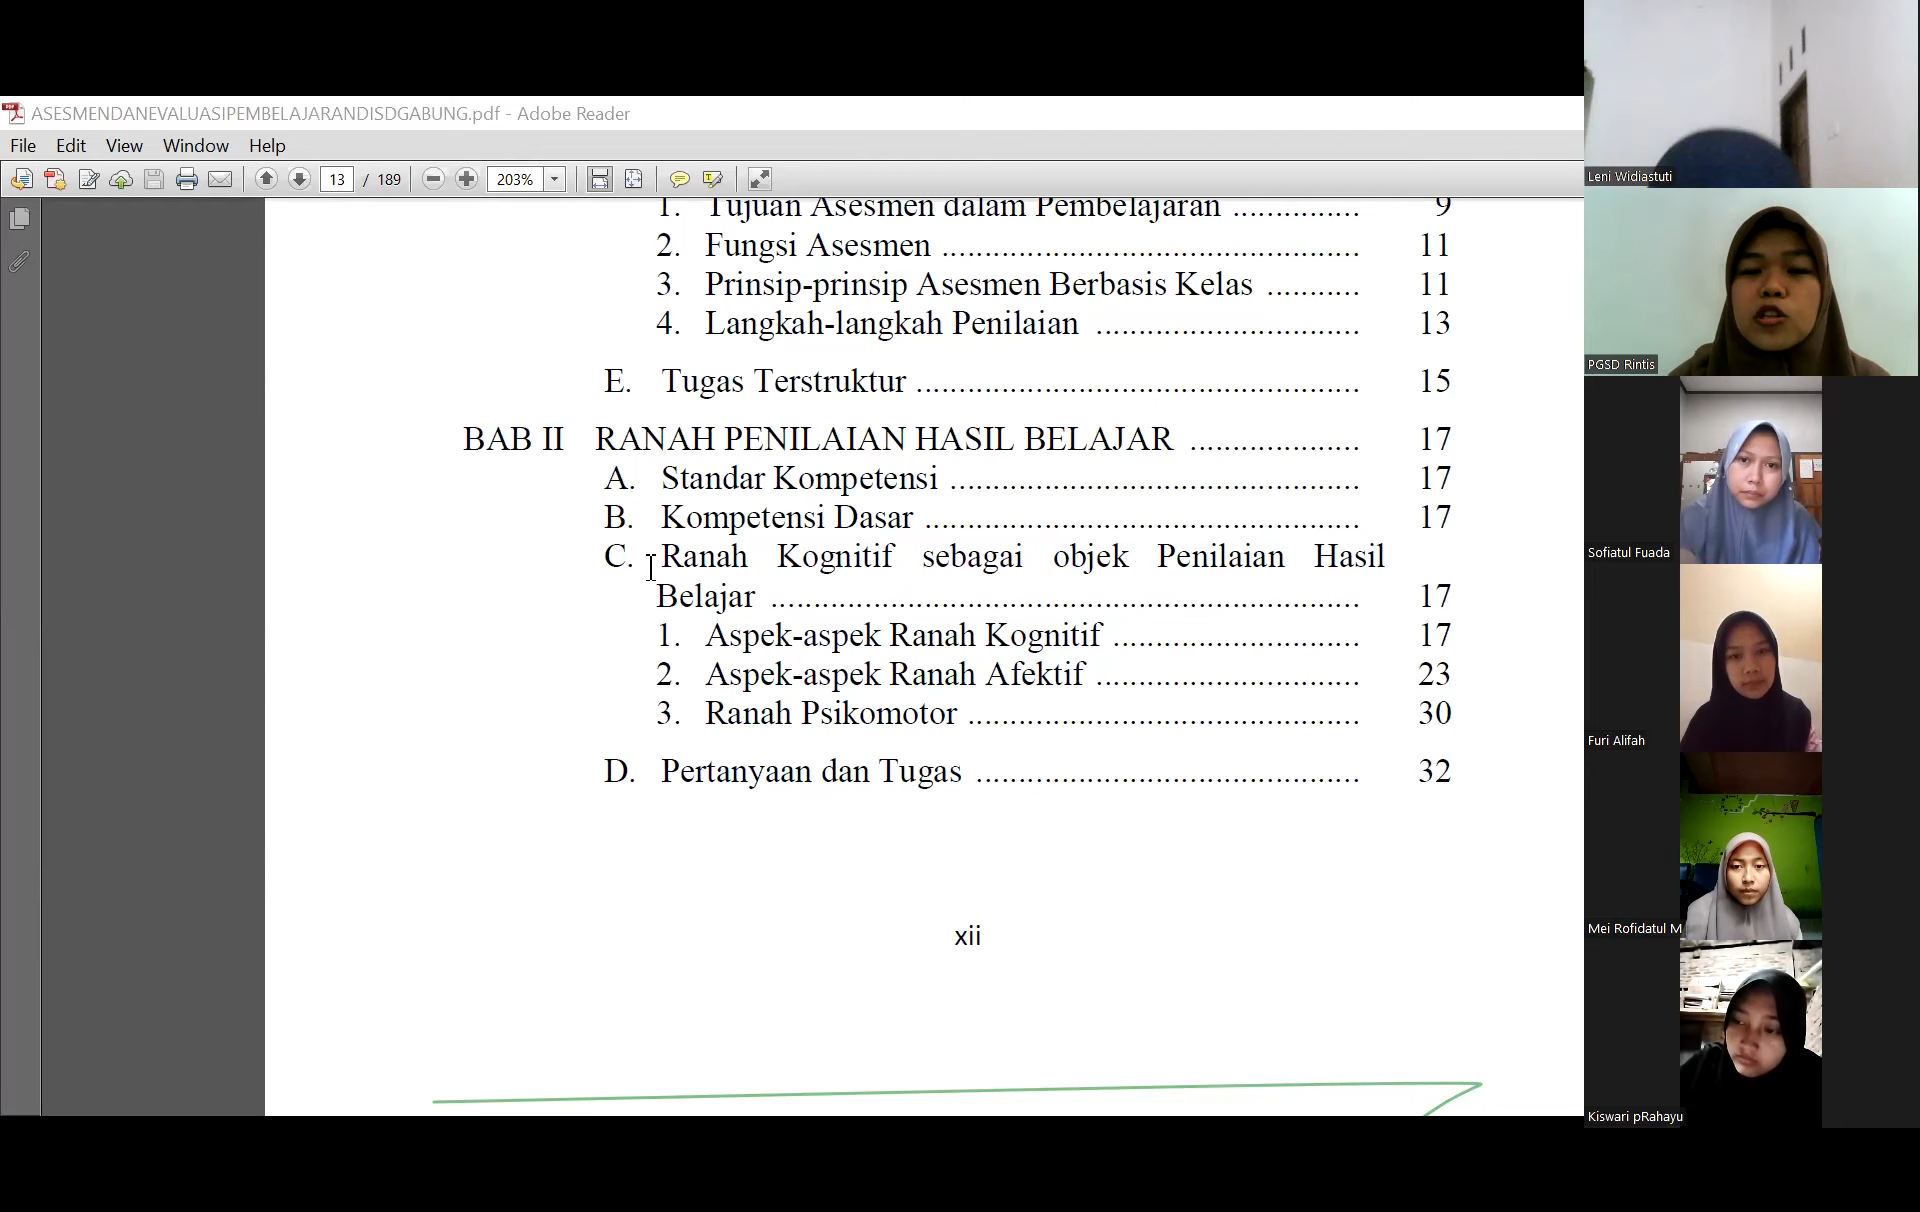 ASESMENDANEVALUASIPEMBELAJARANDISDGABUNG.pdf - Adobe Reader
File Edit View Window Help
13 / 189 203%
1. Tujuan Asesmen dalam Pembelajaran .............. 9
2. Fungsi Asesmen .............................................. 11
3. Prinsip-prinsip Asesmen Berbasis Kelas ........... 11
4. Langkah-langkah Penilaian ............................. 13
E. Tugas Terstruktur ................................................. 15
BAB II RANAH PENILAIAN HASIL BELAJAR ................... 17
A. Standar Kompetensi ............................................. 17
B. Kompetensi Dasar ................................................ 17
C. Ranah Kognitif sebagai objek Penilaian Hasil
Belajar ................................................................. 17
1. Aspek-aspek Ranah Kognitif ........................... 17
2. Aspek-aspek Ranah Afektif ............................. 23
3. Ranah Psikomotor ........................................... 30
D. Pertanyaan dan Tugas .......................................... 32
xii
Leni Widiastuti
PGSD Rintis
Sofiatul Fuada
Furi Alifah
Mei Rofidatul M
Kiswari pRahayu